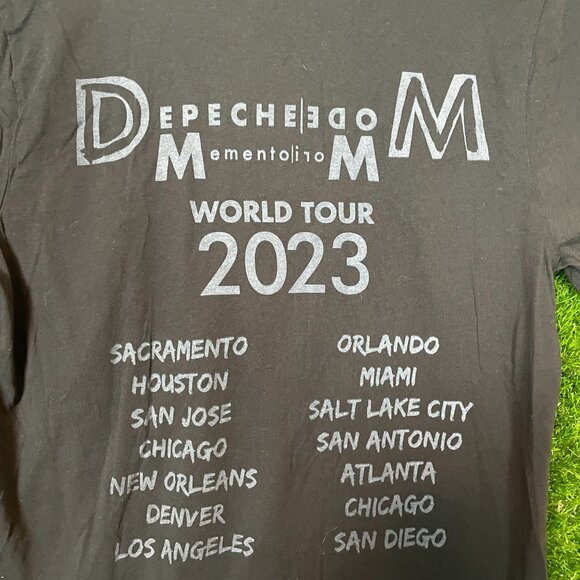 DEPECHE|MODE
Memento|Mori
WORLD TOUR
2023
SACRAMENTO
HOUSTON
SAN JOSE
CHICAGO
NEW ORLEANS
DENVER
LOS ANGELES
ORLANDO
MIAMI
SALT LAKE CITY
SAN ANTONIO
ATLANTA
CHICAGO
SAN DIEGO